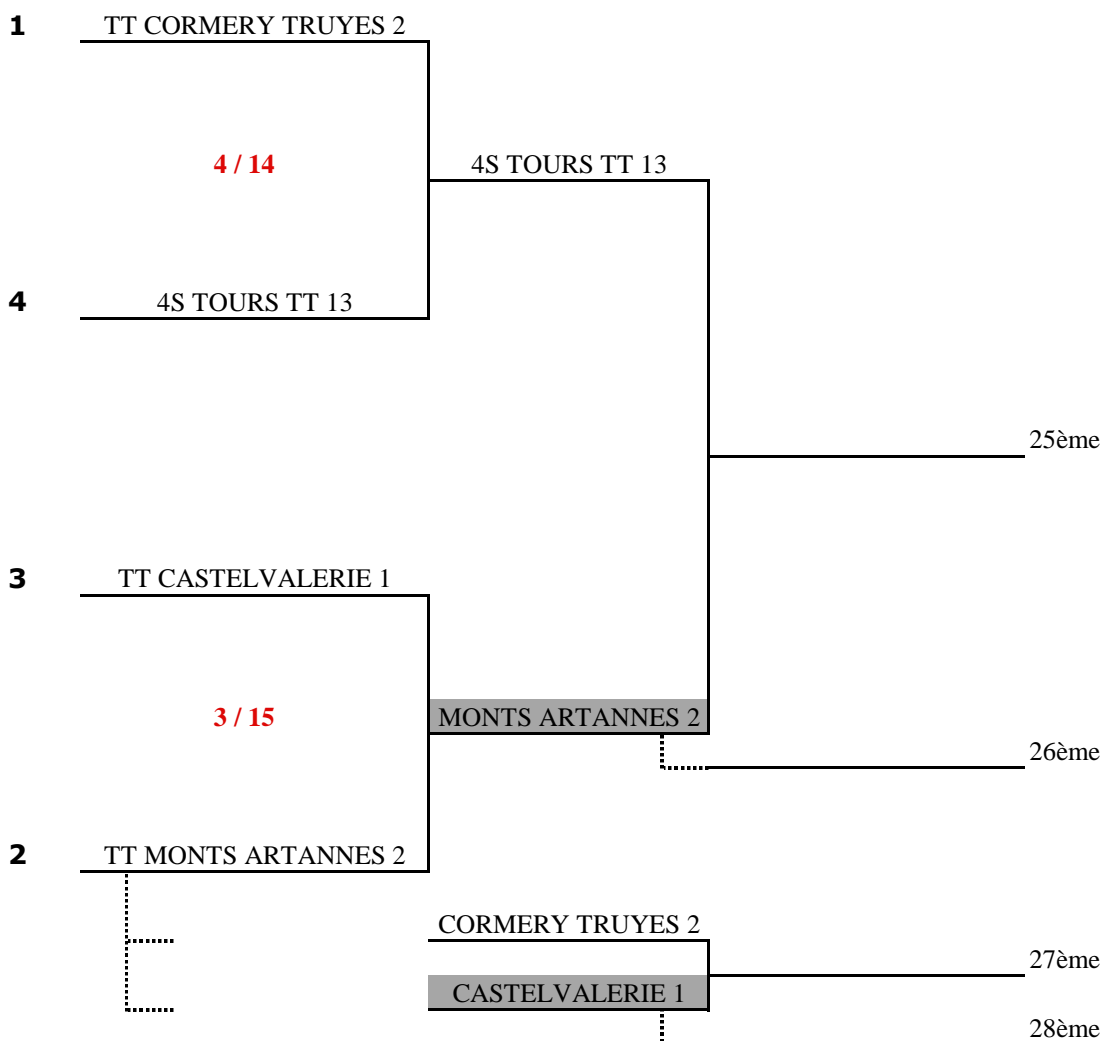 1 TT CORMERY TRUYES 2
4 / 14 4S TOURS TT 13
4 4S TOURS TT 13
25ème
3 TT CASTELVALERIE 1
3 / 15 MONTS ARTANNES 2
26ème
2 TT MONTS ARTANNES 2
CORMERY TRUYES 2
27ème
CASTELVALERIE 1
28ème